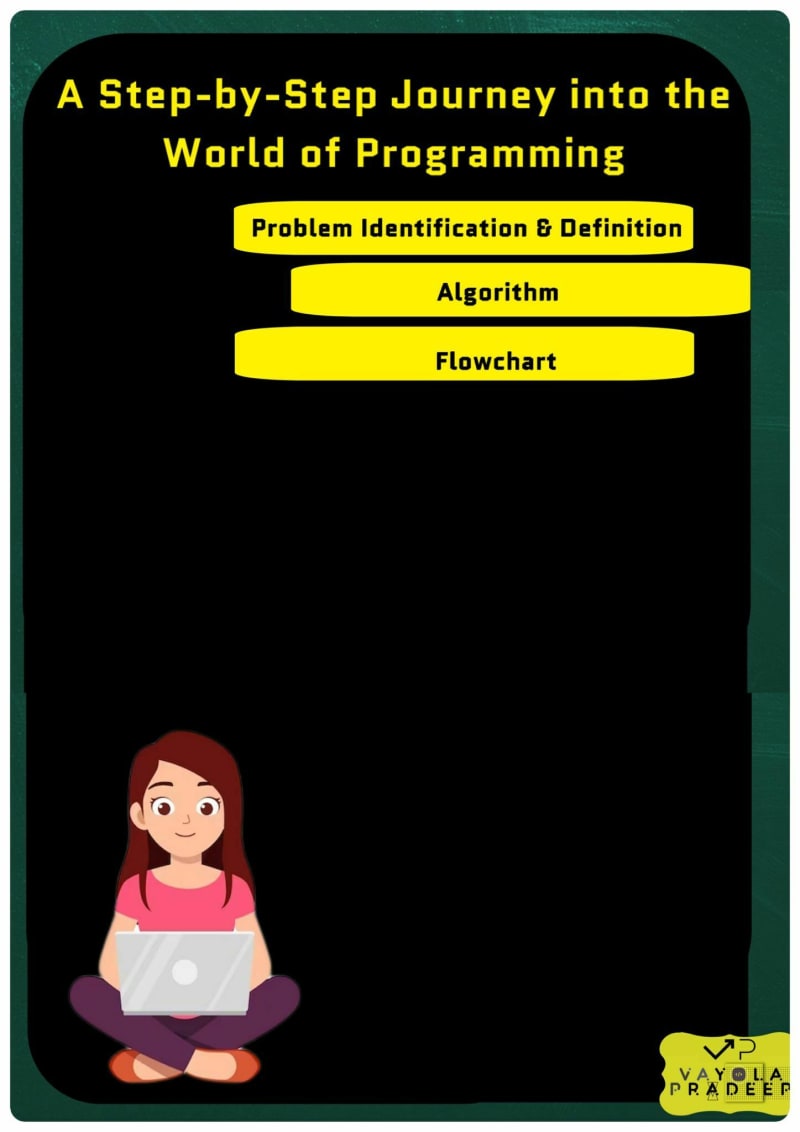 A Step-by-Step Journey into the
World of Programming
Problem Identification & Definition
Algorithm
Flowchart
VP
VAYOLA
PRADEEP